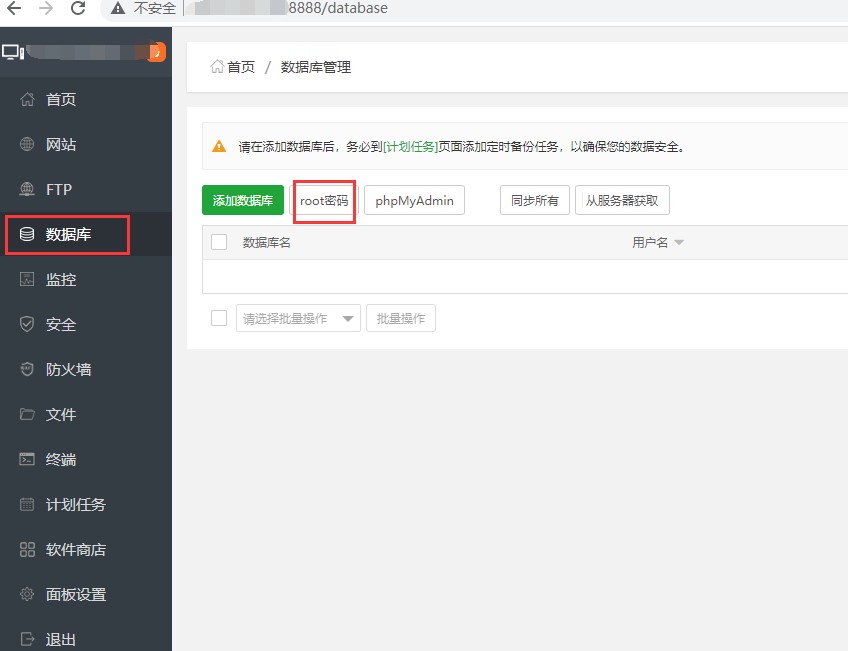 不安全 8888/database
首页
网站
FTP
数据库
监控
安全
防火墙
文件
终端
计划任务
软件商店
面板设置
退出
首页 / 数据库管理
请在添加数据库后，务必到[计划任务]页面添加定时备份任务，以确保您的数据安全。
添加数据库 root密码 phpMyAdmin 同步所有 从服务器获取
数据库名 用户名
请选择批量操作 批量操作